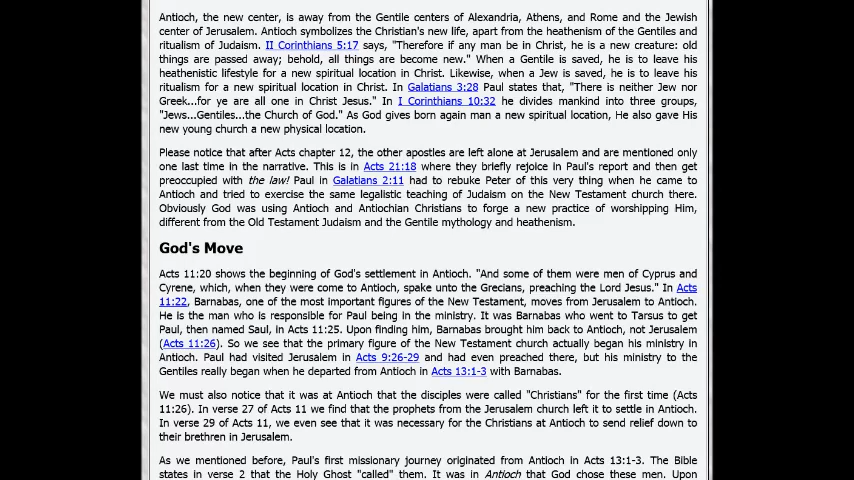 Antioch, the new center, is away from the Gentile centers of Alexandria, Athens, and Rome and the Jewish
center of Jerusalem. Antioch symbolizes the Christian's new life, apart from the heathenism of the Gentiles and
ritualism of Judaism. II Corinthians 5:17 says, "Therefore if any man be in Christ, he is a new creature: old
things are passed away; behold, all things are become new." When a Gentile is saved, he is to leave his
heathenistic lifestyle for a new spiritual location in Christ. Likewise, when a Jew is saved, he is to leave his
ritualism for a new spiritual location in Christ. In Galatians 3:28 Paul states that, "There is neither Jew nor
Greek...for ye are all one in Christ Jesus." In I Corinthians 10:32 he divides mankind into three groups,
"Jews...Gentiles...the Church of God." As God gives born again man a new spiritual location, He also gave His
new young church a new physical location.
Please notice that after Acts chapter 12, the other apostles are left alone at Jerusalem and are mentioned only
one last time in the narrative. This is in Acts 21:18 where they briefly rejoice in Paul's report and then get
preoccupied with the law! Paul in Galatians 2:11 had to rebuke Peter of this very thing when he came to
Antioch and tried to exercise the same legalistic teaching of Judaism on the New Testament church there.
Obviously God was using Antioch and Antiochian Christians to forge a new practice of worshipping Him,
different from the Old Testament Judaism and the Gentile mythology and heathenism.
God's Move
Acts 11:20 shows the beginning of God's settlement in Antioch. "And some of them were men of Cyprus and
Cyrene, which, when they were come to Antioch, spake unto the Grecians, preaching the Lord Jesus." In Acts
11:22, Barnabas, one of the most important figures of the New Testament, moves from Jerusalem to Antioch.
He is the man who is responsible for Paul being in the ministry. It was Barnabas who went to Tarsus to get
Paul, then named Saul, in Acts 11:25. Upon finding him, Barnabas brought him back to Antioch, not Jerusalem
(Acts 11:26). So we see that the primary figure of the New Testament church actually began his ministry in
Antioch. Paul had visited Jerusalem in Acts 9:26-29 and had even preached there, but his ministry to the
Gentiles really began when he departed from Antioch in Acts 13:1-3 with Barnabas.
We must also notice that it was at Antioch that the disciples were called "Christians" for the first time (Acts
11:26). In verse 27 of Acts 11 we find that the prophets from the Jerusalem church left it to settle in Antioch.
In verse 29 of Acts 11, we even see that it was necessary for the Christians at Antioch to send relief down to
their brethren in Jerusalem.
As we mentioned before, Paul's first missionary journey originated from Antioch in Acts 13:1-3. The Bible
states in verse 2 that the Holy Ghost "called" them. It was in Antioch that God chose these men. Upon